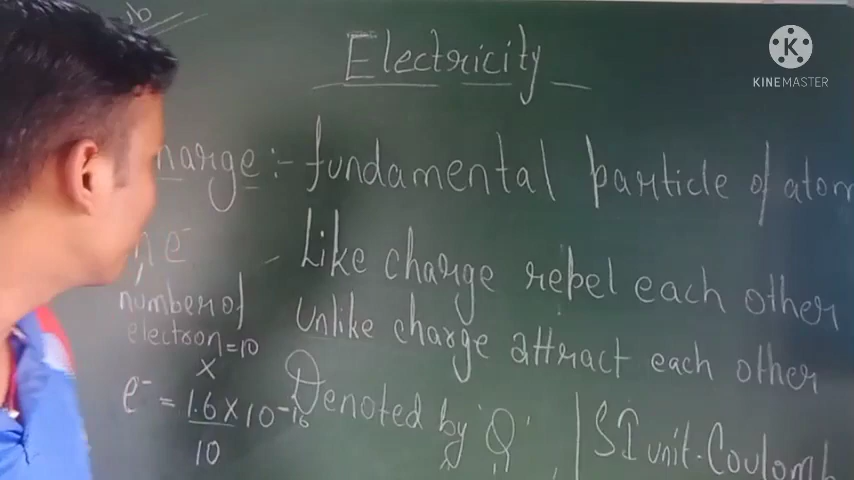 Electricity
KINEMASTER
harge :- fundamental particle of atom
n e⁻ - Like charge repel each other
number of
electron = 10
unlike charge attract each other
x
e⁻ = 1.6 x 10⁻¹⁶
10
Denoted by 'Q' | SI unit. Coulomb